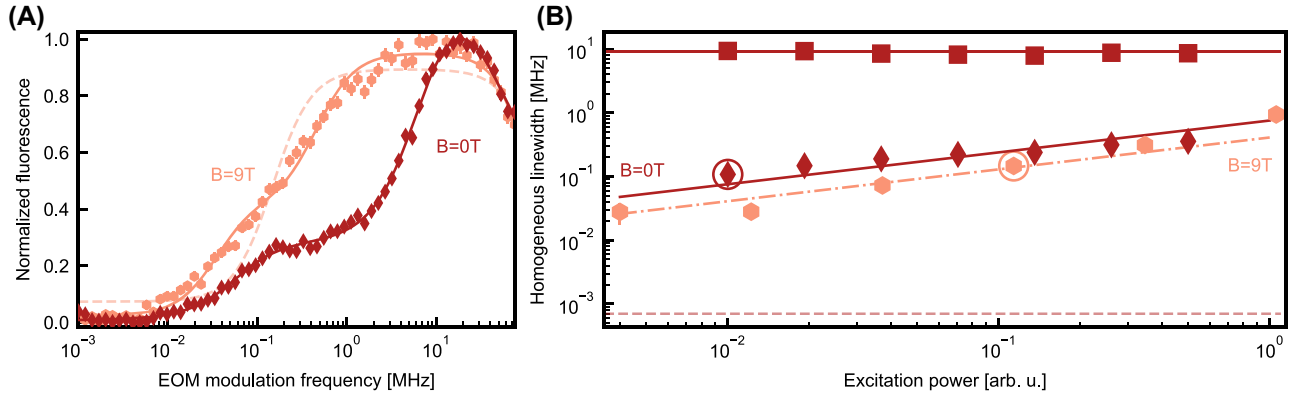 (A)
Normalized fluorescence
1.0
0.8
0.6
0.4
0.2
0.0
B=9T
B=0T
10⁻³
10⁻²
10⁻¹
10⁰
10¹
EOM modulation frequency [MHz]
(B)
Homogeneous linewidth [MHz]
10¹
10⁰
10⁻¹
10⁻²
10⁻³
B=0T
B=9T
10⁻²
10⁻¹
10⁰
Excitation power [arb. u.]